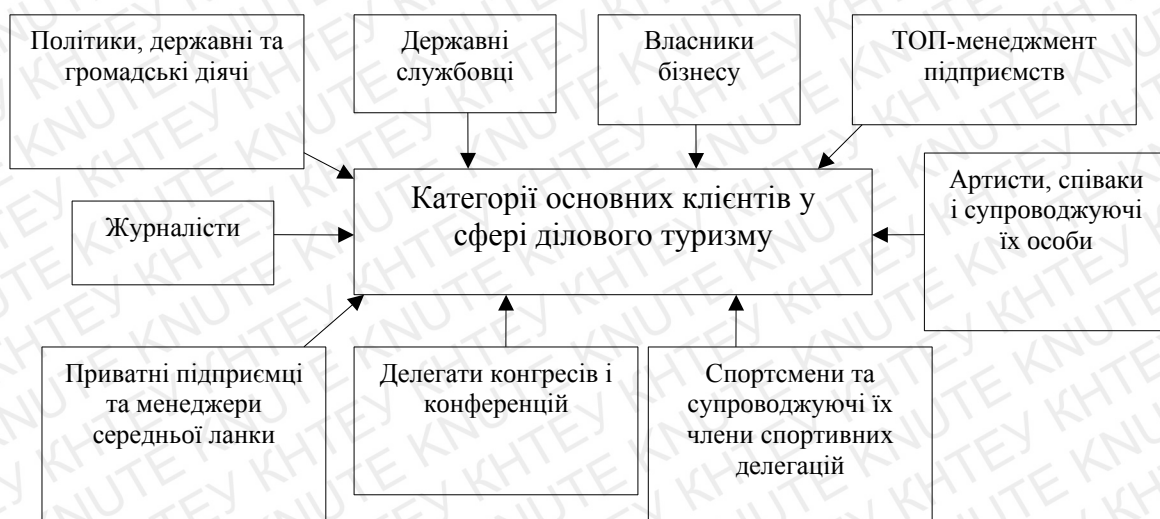 Політики, державні та
громадські діячі
Державні
службовці
Власники
бізнесу
ТОП-менеджмент
підприємств
Журналісти
Категорії основних клієнтів у
сфері ділового туризму
Артисти, співаки
і супроводжуючі
їх особи
Приватні підприємці
та менеджери
середньої ланки
Делегати конгресів і
конференцій
Спортсмени та
супроводжуючі їх
члени спортивних
делегацій